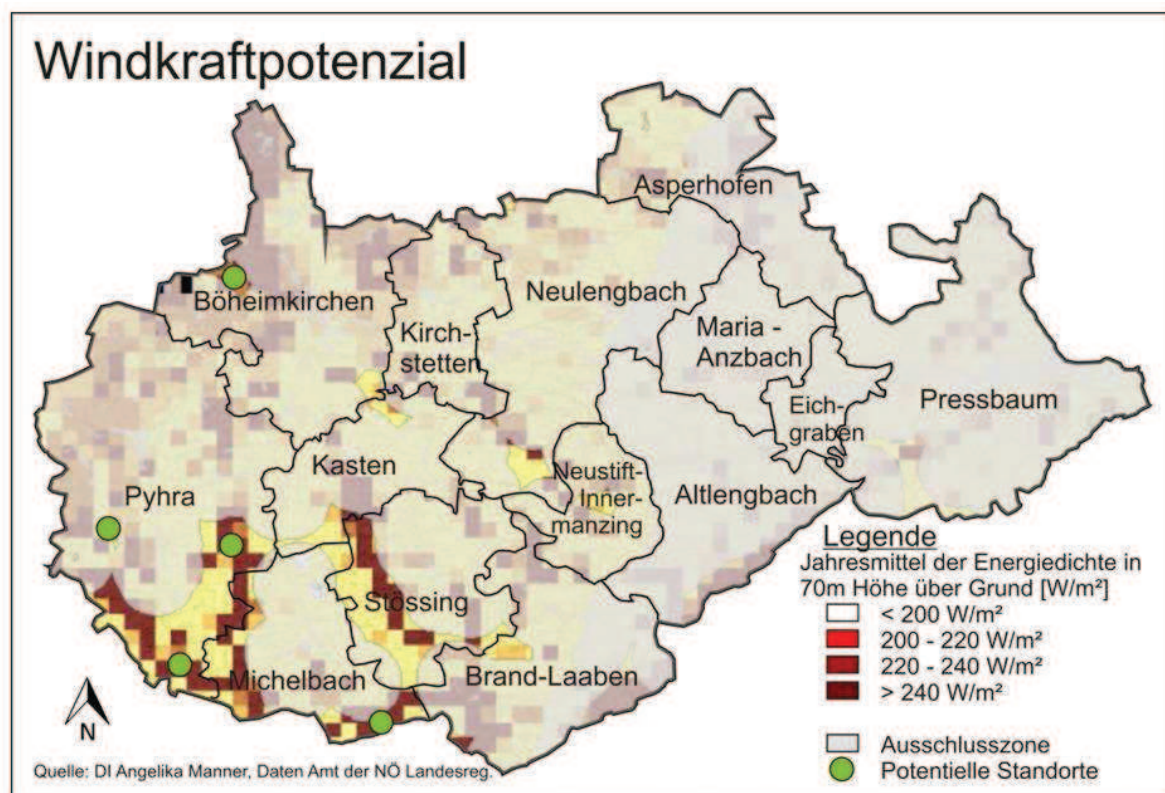 Windkraftpotenzial
Asperhofen
Böheimkirchen
Neulengbach
Kirch-
stetten
Maria -
Anzbach
Pressbaum
Eich-
graben
Kasten
Neustift-
Inner-
manzing
Altlengbach
Pyhra
Stössing
Michelbach
Brand-Laaben
N
Legende
Jahresmittel der Energiedichte in
70m Höhe über Grund [W/m²]
< 200 W/m²
200 - 220 W/m²
220 - 240 W/m²
> 240 W/m²
Ausschlusszone
Potentielle Standorte
Quelle: DI Angelika Manner, Daten Amt der NÖ Landesreg.